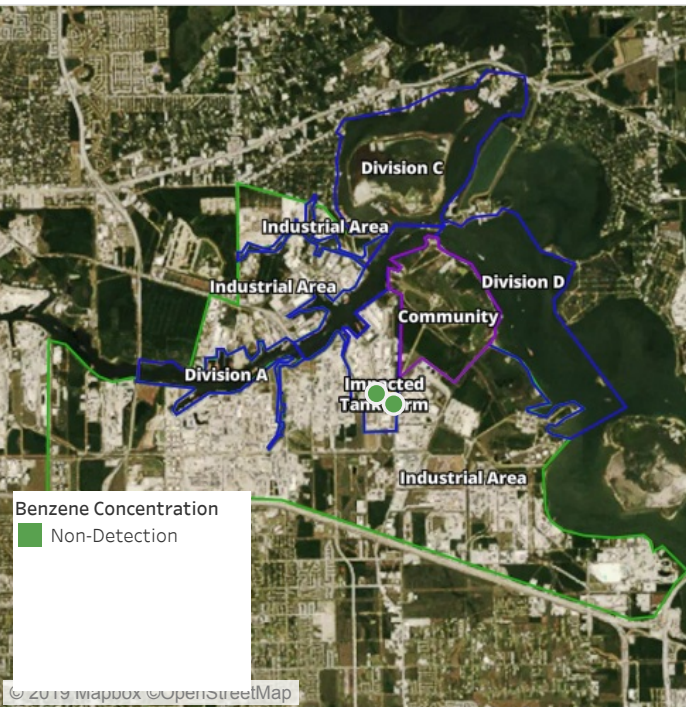 Division C
Industrial Area
Industrial Area
Division D
Community
Division A
Impacted
Tank Farm
Industrial Area
Benzene Concentration
Non-Detection
© 2019 Mapbox ©OpenStreetMap